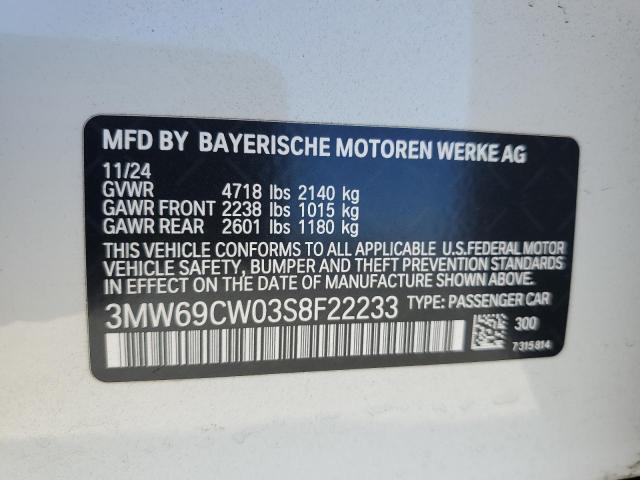 MFD BY BAYERISCHE MOTOREN WERKE AG
11/24
GVWR 4718 lbs 2140 kg
GAWR FRONT 2238 lbs 1015 kg
GAWR REAR 2601 lbs 1180 kg
THIS VEHICLE CONFORMS TO ALL APPLICABLE U.S.FEDERAL MOTOR
VEHICLE SAFETY, BUMPER AND THEFT PREVENTION STANDARDS
IN EFFECT ON THE DATE OF MANUFACTURE SHOWN ABOVE.
3MW69CW03S8F22233 TYPE: PASSENGER CAR
300
7315814